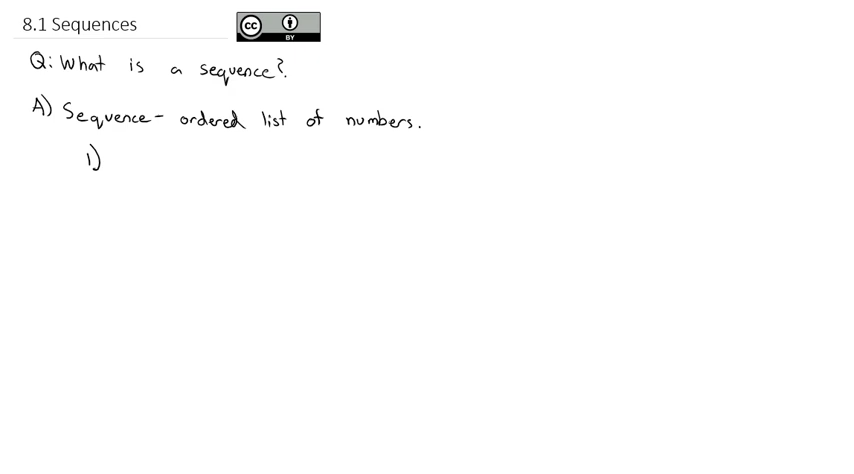 8.1 Sequences
cc BY
Q: What is a sequence?
A) Sequence - ordered list of numbers.
1)